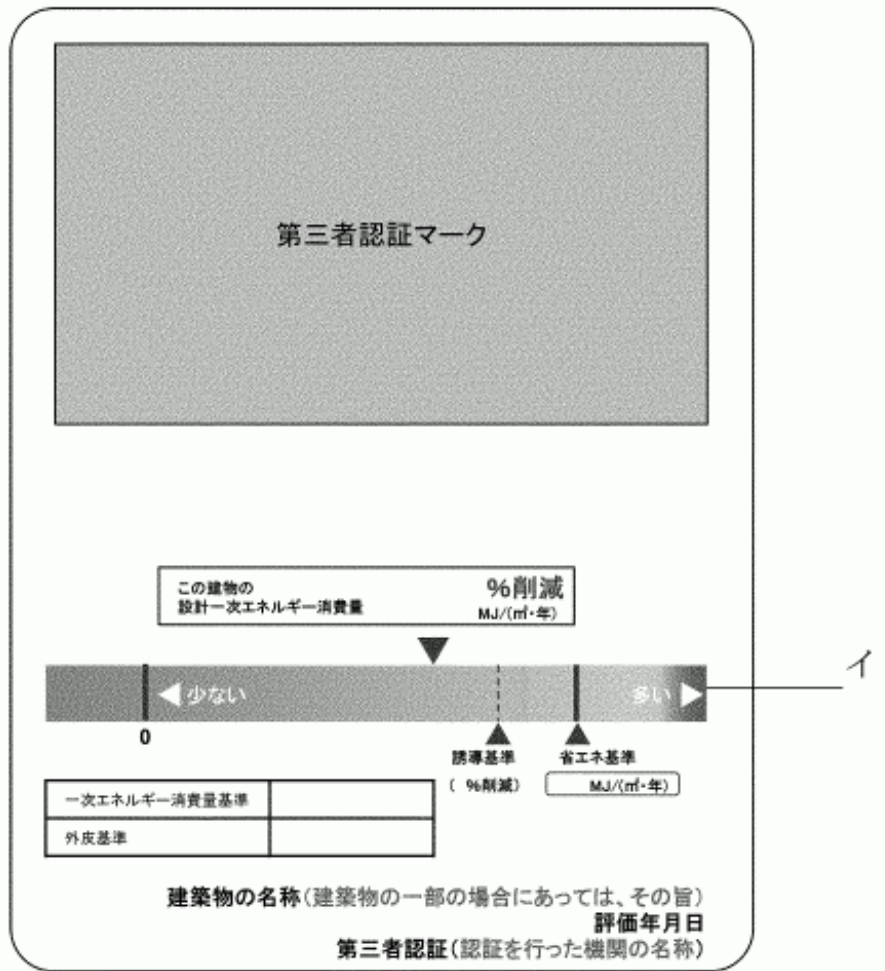 第三者認証マーク
この建物の
設計一次エネルギー消費量
%削減
MJ/(㎡・年)
イ
少ない
多い
0
誘導基準
( %削減)
省エネ基準
MJ/(㎡・年)
一次エネルギー消費量基準
外皮基準
建築物の名称(建築物の一部の場合にあっては、その旨)
評価年月日
第三者認証(認証を行った機関の名称)